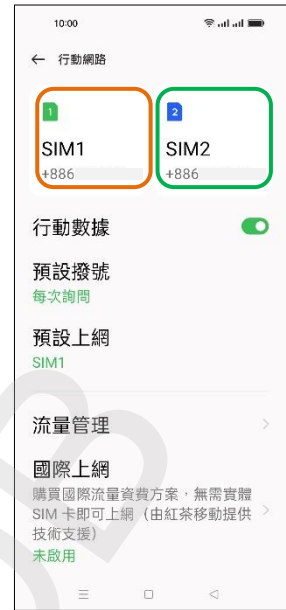 10:00
← 行動網路
1
2
SIM1
SIM2
+886
+886
行動數據
預設撥號
每次詢問
預設上網
SIM1
流量管理
國際上網
購買國際流量資費方案，無需實體
SIM 卡即可上網（由紅茶移動提供
技術支援）
未啟用